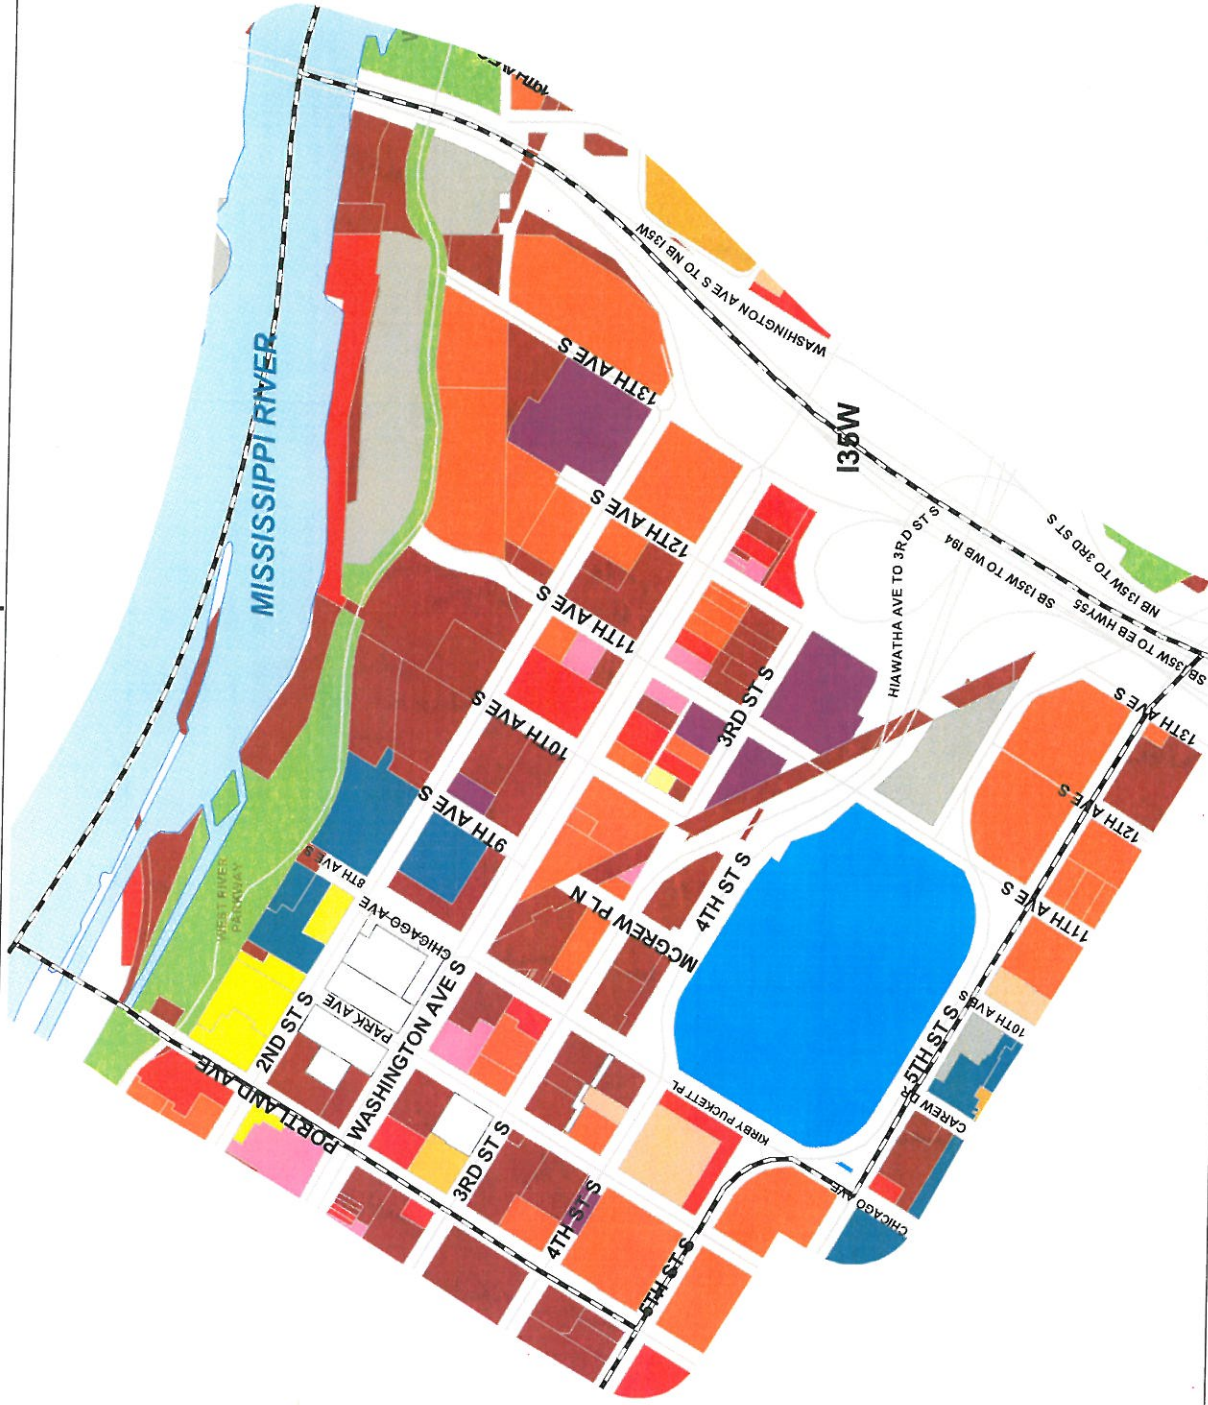 MISSISSIPPI RIVER
WEST RIVER
PARKWAY
WASHINGTON AVE S TO NB I35W
13TH AVE S
12TH AVE S
11TH AVE S
10TH AVE S
9TH AVE S
8TH AVE S
CHICAGO AVE
PARK AVE
PORTLAND AVE
2ND ST S
WASHINGTON AVE S
3RD ST S
3RD ST S
4TH ST S
4TH ST S
MCGREW PL N
I35W
HIAWATHA AVE TO 3RD ST S
SB I35W TO WB I94
NB I35W TO 3RD ST S
SB I35W TO EB HWY55
13TH AVE S
12TH AVE S
11TH AVE S
10TH AVE S
5TH ST S
CAREW DR
KIRBY PUCKETT PL
CHICAGO AVE
5TH ST S